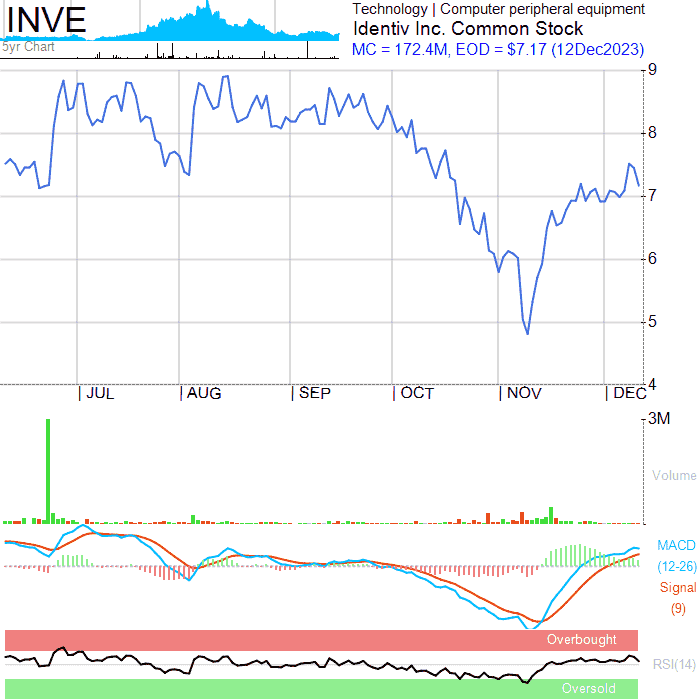 INVE
5yr Chart
Technology | Computer peripheral equipment
Identiv Inc. Common Stock
MC = 172.4M, EOD = $7.17 (12Dec2023)
9
8
7
6
5
4
| JUL | AUG | SEP | OCT | NOV | DEC
3M
Volume
MACD
(12-26)
Signal
(9)
Overbought
RSI(14)
Oversold